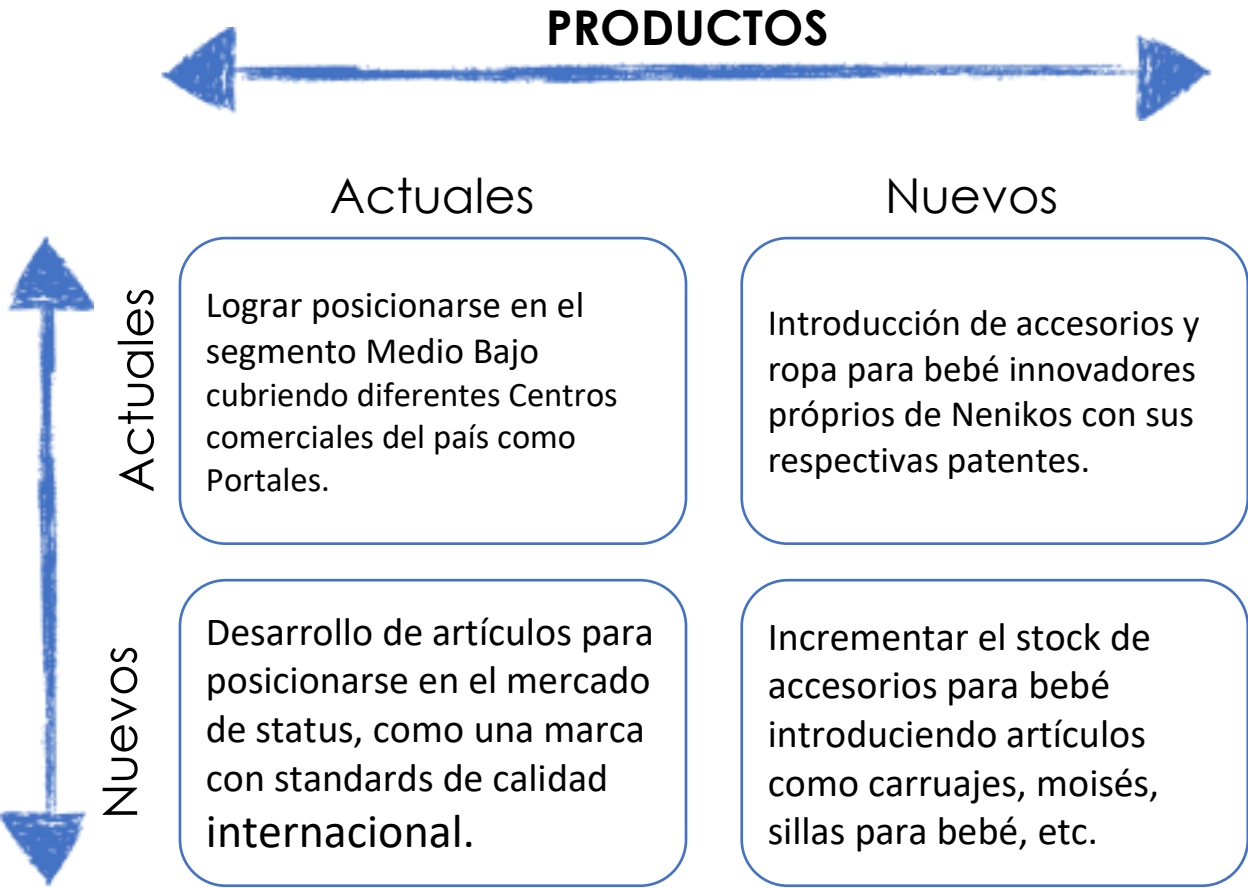 PRODUCTOS
Actuales
Nuevos
Actuales
Lograr posicionarse en el
segmento Medio Bajo
cubriendo diferentes Centros
comerciales del país como
Portales.
Introducción de accesorios y
ropa para bebé innovadores
próprios de Nenikos con sus
respectivas patentes.
Nuevos
Desarrollo de artículos para
posicionarse en el mercado
de status, como una marca
con standards de calidad
internacional.
Incrementar el stock de
accesorios para bebé
introduciendo artículos
como carruajes, moisés,
sillas para bebé, etc.